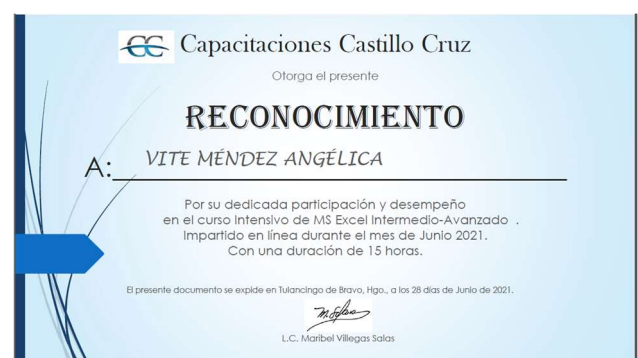 CC Capacitaciones Castillo Cruz
Otorga el presente
RECONOCIMIENTO
A: VITE MÉNDEZ ANGÉLICA
Por su dedicada participación y desempeño
en el curso Intensivo de MS Excel Intermedio-Avanzado .
Impartido en línea durante el mes de Junio 2021.
Con una duración de 15 horas.
El presente documento se expide en Tulancingo de Bravo, Hgo., a los 28 días de Junio de 2021.
L.C. Maribel Villegas Salas